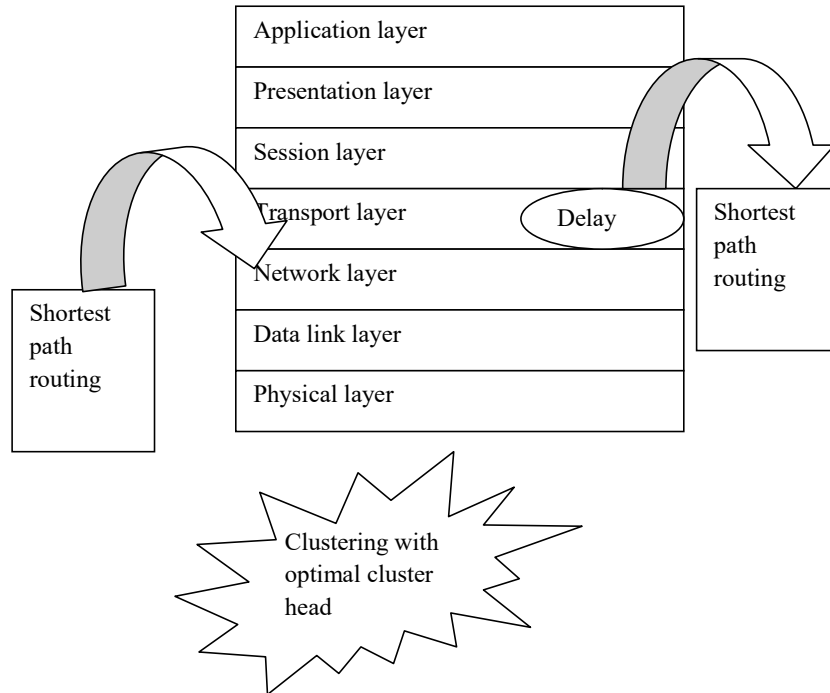 Application layer
Presentation layer
Session layer
Transport layer
Delay
Network layer
Data link layer
Physical layer
Shortest
path
routing
Shortest
path
routing
Clustering with
optimal cluster
head